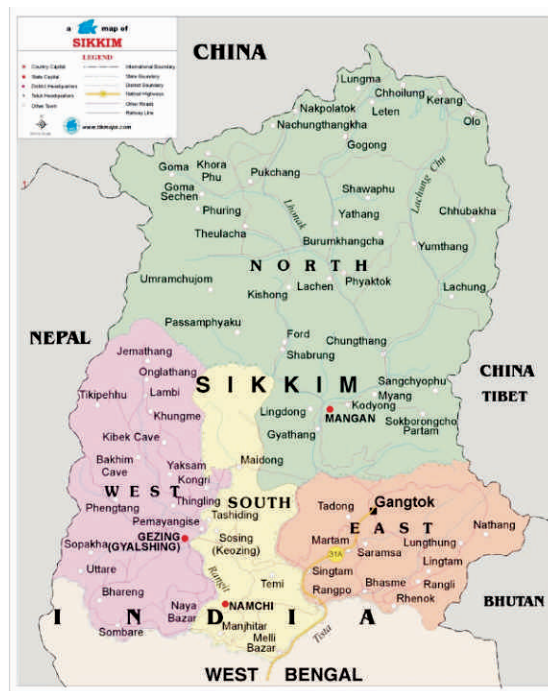 a map of
SIKKIM
LEGEND
Country Capital
State Capital
District Headquarters
Taluk Headquarters
Other Town
International Boundary
State Boundary
District Boundary
National Highways
Other Roads
Railway Line
CHINA
Lungma
Chhoilung
Kerang
Nakpolatok
Leten
Olo
Nachungthangkha
Gogong
Goma
Khora
Phu
Pukchang
Goma
Sechen
Shawaphu
Phuring
Lhonak
Yathang
Lachung Chu
Chhubakha
Theulacha
Burumkhangcha
Yumthang
NORTH
Umramchujom
Kishong
Lachen
Phyaktok
Lachung
Passamphyaku
NEPAL
Ford
Shabrung
Chungthang
Jemathang
Onglathang
CHINA
TIBET
SIKKIM
Tikipehhu
Lambi
Sangchyophu
Myang
Khungme
Lingdong
Kodyong
MANGAN
Gyathang
Sokborongcho
Partam
Kibek Cave
Bakhim
Cave
Yaksam
Kongri
Maidong
WEST
Thingling
SOUTH
Phengtang
Tashiding
Tadong
Gangtok
Pemayangise
EAST
Nathang
GEZING
(GYALSHING)
Sosing
(Keozing)
Martam
Sopakha
31A
Saramsa
Lungthung
Uttare
Rangit
Temi
Singtam
Lingtam
Bhareng
Rangpo
Bhasme
Rangli
Naya
Bazar
NAMCHI
Rhenok
BHUTAN
INDIA
Sombare
Manjhitar
Melli
Bazar
Tista
WEST BENGAL